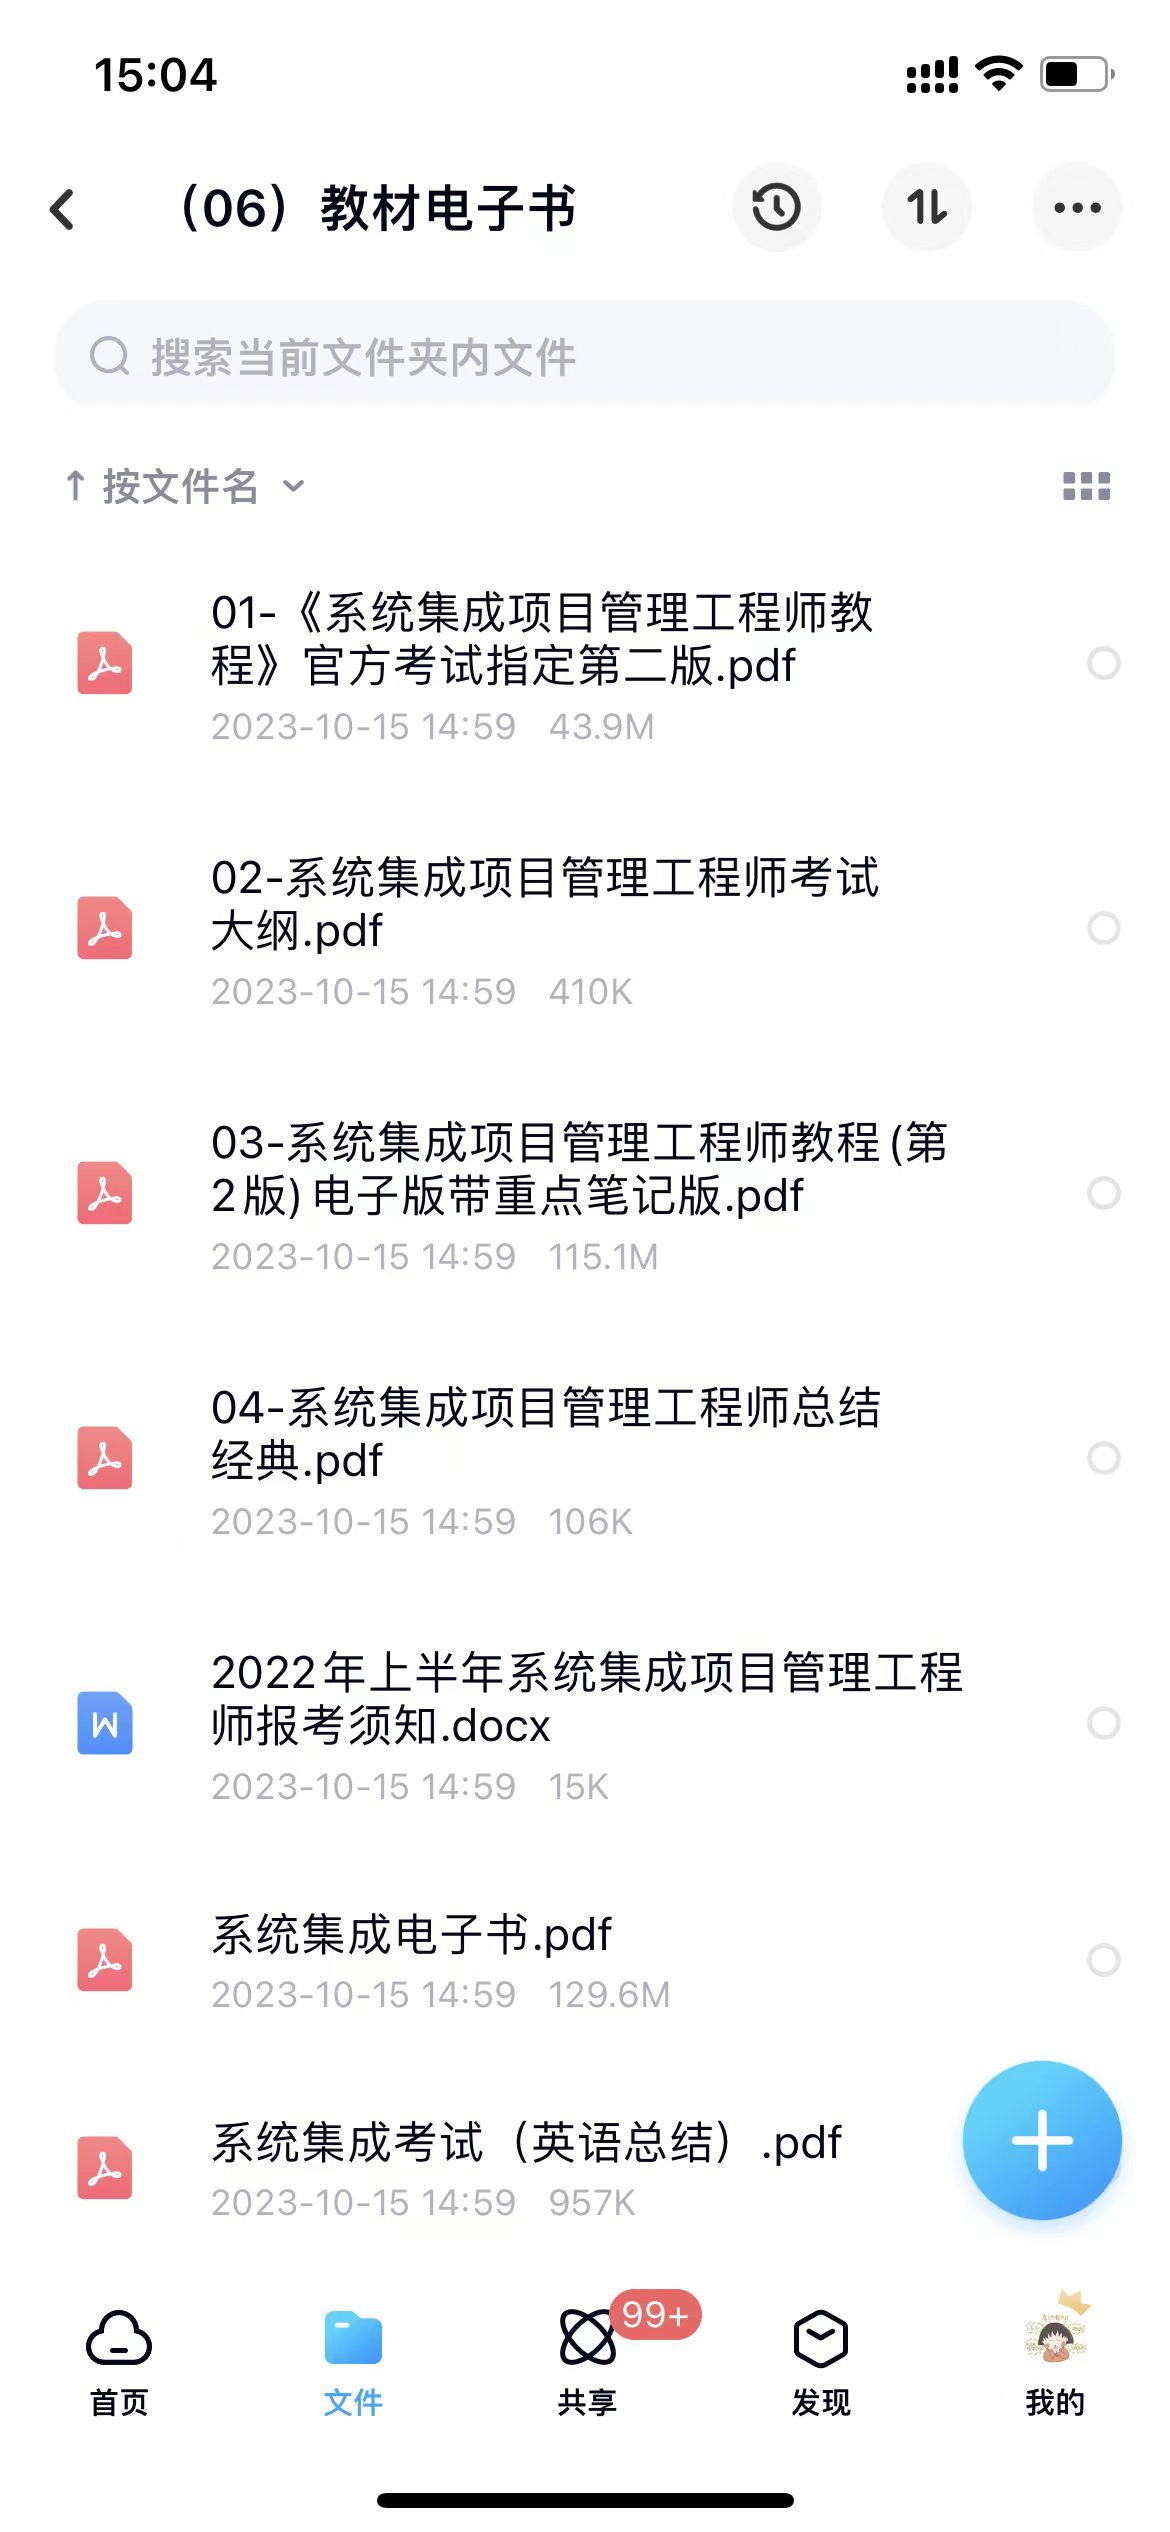 15:04
（06）教材电子书
搜索当前文件夹内文件
↑ 按文件名
01-《系统集成项目管理工程师教
程》官方考试指定第二版.pdf
2023-10-15 14:59 43.9M
02-系统集成项目管理工程师考试
大纲.pdf
2023-10-15 14:59 410K
03-系统集成项目管理工程师教程(第
2版)电子版带重点笔记版.pdf
2023-10-15 14:59 115.1M
04-系统集成项目管理工程师总结
经典.pdf
2023-10-15 14:59 106K
2022年上半年系统集成项目管理工程
师报考须知.docx
2023-10-15 14:59 15K
系统集成电子书.pdf
2023-10-15 14:59 129.6M
系统集成考试（英语总结）.pdf
2023-10-15 14:59 957K
99+
首页 文件 共享 发现 我的